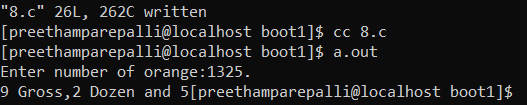 "8.c" 26L, 262C written
[preethamparepalli@localhost boot1]$ cc 8.c
[preethamparepalli@localhost boot1]$ a.out
Enter number of orange:1325.
9 Gross,2 Dozen and 5[preethamparepalli@localhost boot1]$